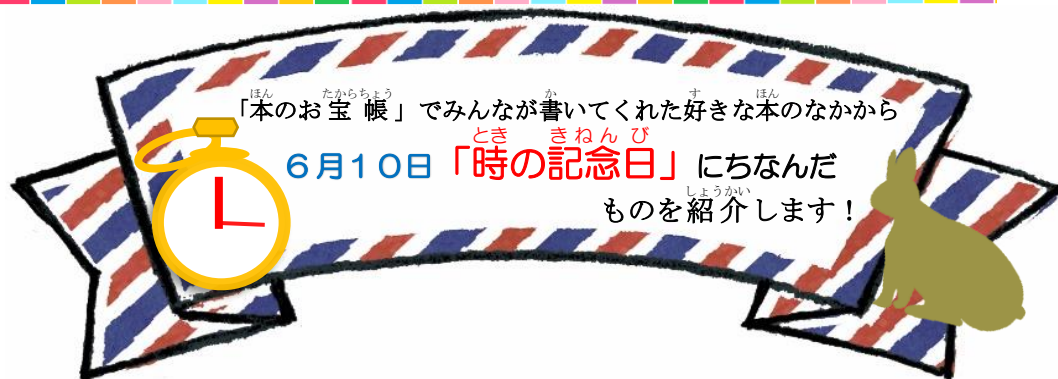 「本のお宝帳」でみんなが書いてくれた好きな本のなかから
６月１０日「時の記念日」にちなんだ
ものを紹介します！